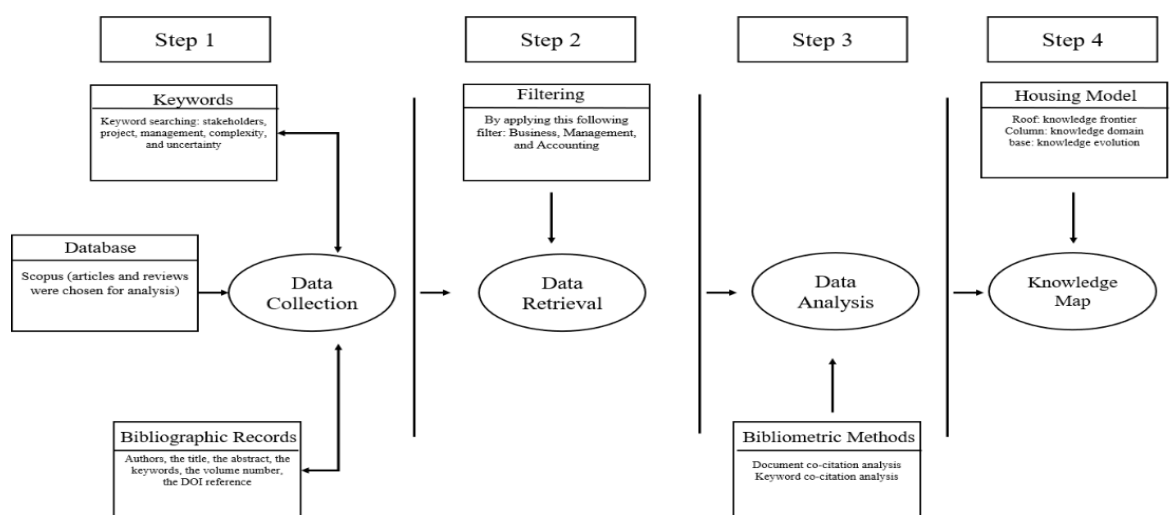 Step 1
Keywords
Keyword searching: stakeholders,
project, management, complexity,
and uncertainty
Database
Scopus (articles and reviews
were chosen for analysis)
Data
Collection
Bibliographic Records
Authors, the title, the abstract, the
keywords, the volume number,
the DOI reference
Step 2
Filtering
By applying this following
filter: Business, Management,
and Accounting
Data
Retrieval
Step 3
Data
Analysis
Bibliometric Methods
Document co-citation analysis
Keyword co-citation analysis
Step 4
Housing Model
Roof: knowledge frontier
Column: knowledge domain
base: knowledge evolution
Knowledge
Map